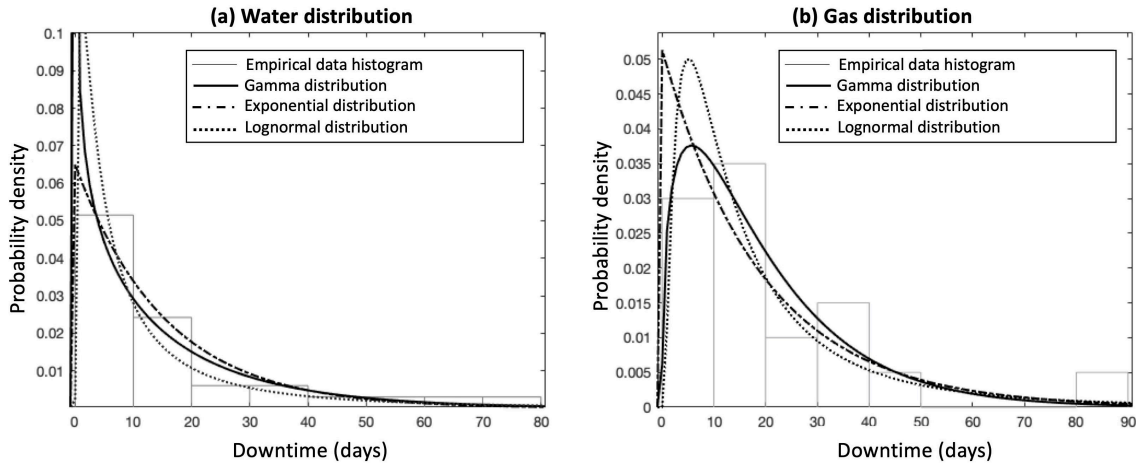 (a) Water distribution
0.1
0.09
0.08
0.07
0.06
0.05
0.04
0.03
0.02
0.01
Probability density
Empirical data histogram
Gamma distribution
Exponential distribution
Lognormal distribution
0 10 20 30 40 50 60 70 80
Downtime (days)
(b) Gas distribution
0.05
0.045
0.04
0.035
0.03
0.025
0.02
0.015
0.01
0.005
0
Probability density
Empirical data histogram
Gamma distribution
Exponential distribution
Lognormal distribution
0 10 20 30 40 50 60 70 80 90
Downtime (days)